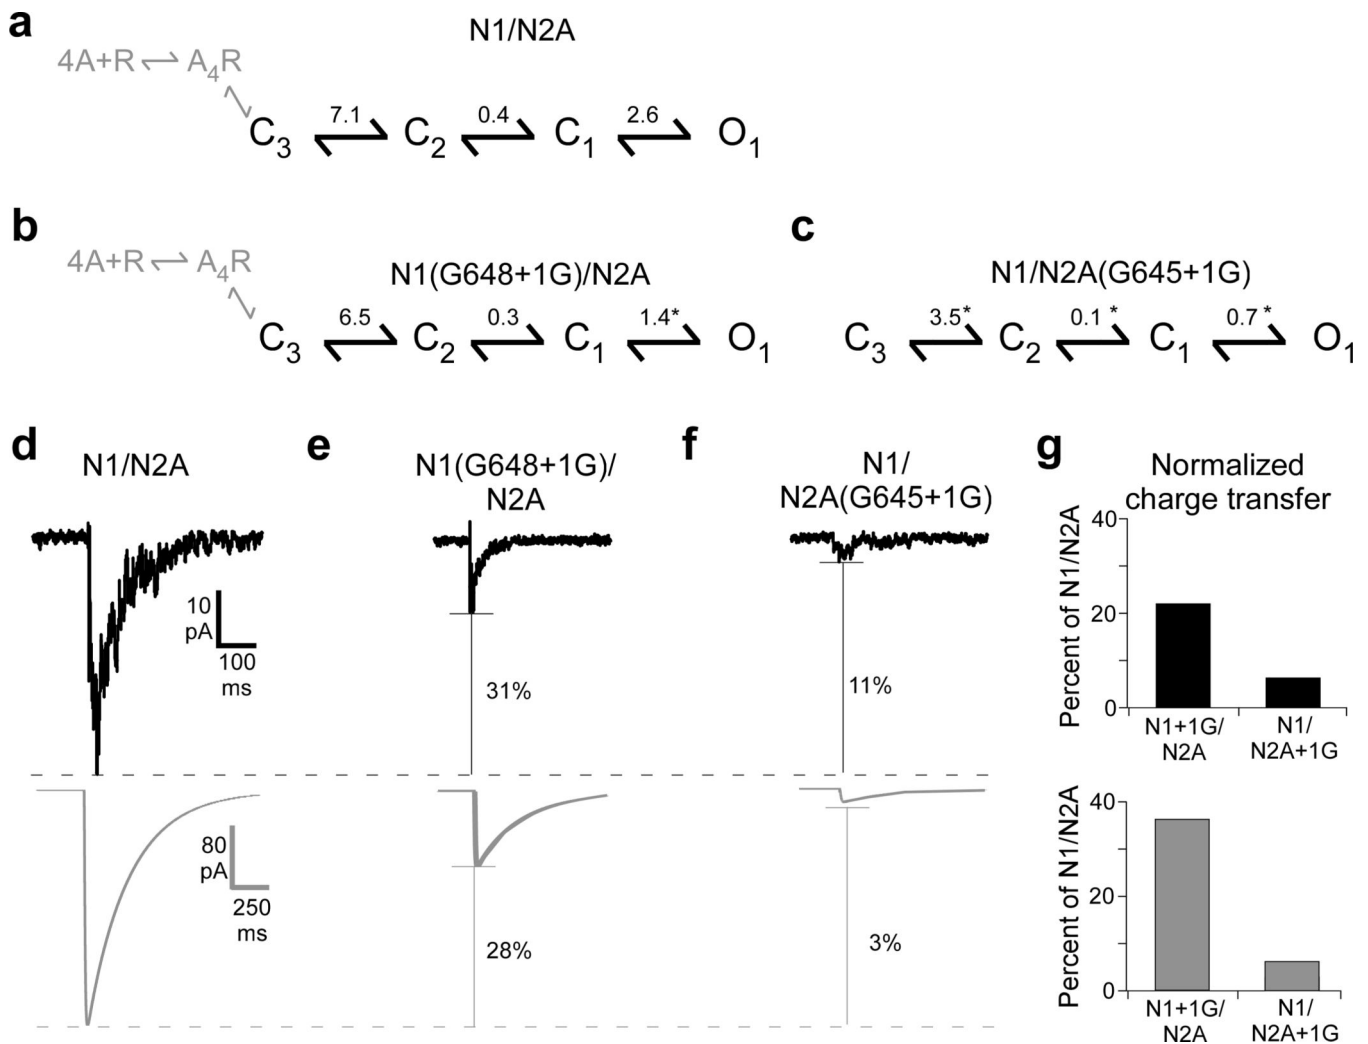 a
N1/N2A
4A+R A4R
7.1 0.4 2.6
C3 C2 C1 O1
b
N1(G648+1G)/N2A
4A+R A4R
6.5 0.3 1.4*
C3 C2 C1 O1
c
N1/N2A(G645+1G)
3.5* 0.1 * 0.7 *
C3 C2 C1 O1
d
N1/N2A
10
pA
100
ms
80
pA
250
ms
e
N1(G648+1G)/
N2A
31%
28%
f
N1/
N2A(G645+1G)
11%
3%
g
Normalized
charge transfer
Percent of N1/N2A
40
20
0
N1+1G/
N2A
N1/
N2A+1G
Percent of N1/N2A
40
20
0
N1+1G/
N2A
N1/
N2A+1G